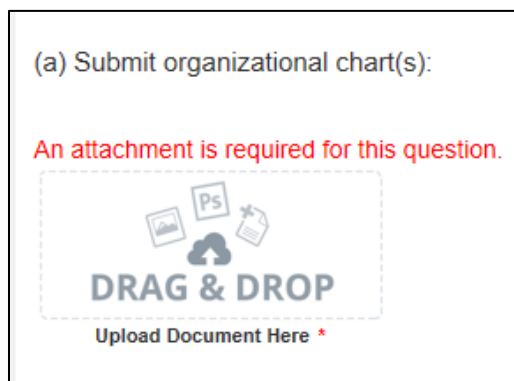 (a) Submit organizational chart(s):
An attachment is required for this question.
Ps
DRAG & DROP
Upload Document Here *